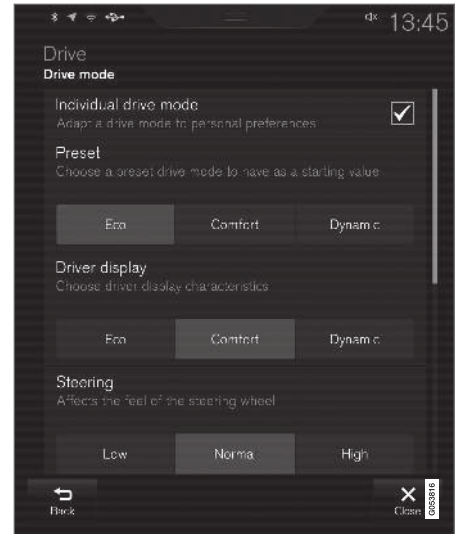 13:45
Drive
Drive mode
Individual drive mode
Adapt a drive mode to personal preferences
Preset
Choose a preset drive mode to have as a starting value
Eco Comfort Dynamic
Driver display
Choose driver display characteristics
Eco Comfort Dynamic
Steering
Affects the feel of the steering wheel
Low Normal High
Back Close
G053816